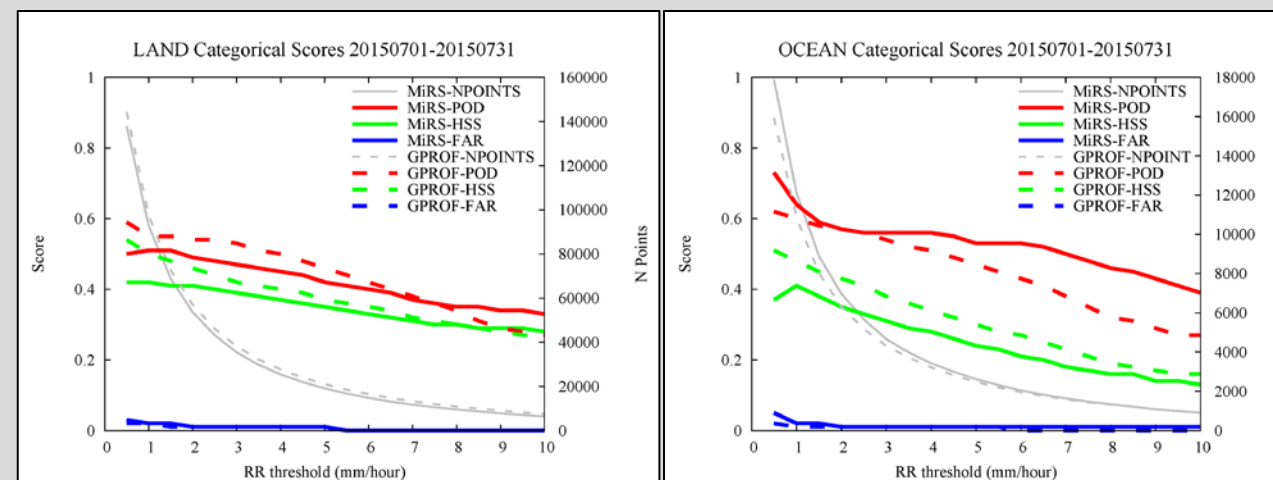 LAND Categorical Scores 20150701-20150731
1
0.8
0.6
0.4
0.2
0
Score
160000
140000
120000
100000
80000
60000
40000
20000
0
N Points
MiRS-NPOINTS
MiRS-POD
MiRS-HSS
MiRS-FAR
GPROF-NPOINTS
GPROF-POD
GPROF-HSS
GPROF-FAR
0 1 2 3 4 5 6 7 8 9 10
RR threshold (mm/hour)
OCEAN Categorical Scores 20150701-20150731
1
0.8
0.6
0.4
0.2
0
Score
18000
16000
14000
12000
10000
8000
6000
4000
2000
0
MiRS-NPOINTS
MiRS-POD
MiRS-HSS
MiRS-FAR
GPROF-NPOINT
GPROF-POD
GPROF-HSS
GPROF-FAR
0 1 2 3 4 5 6 7 8 9 10
RR threshold (mm/hour)